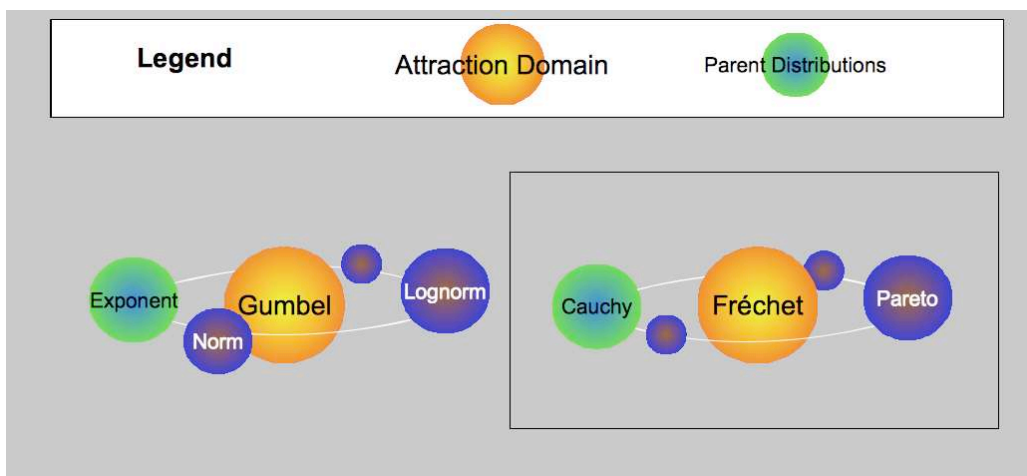 Legend
Attraction Domain
Parent Distributions
Exponent
Norm
Gumbel
Lognorm
Cauchy
Fréchet
Pareto